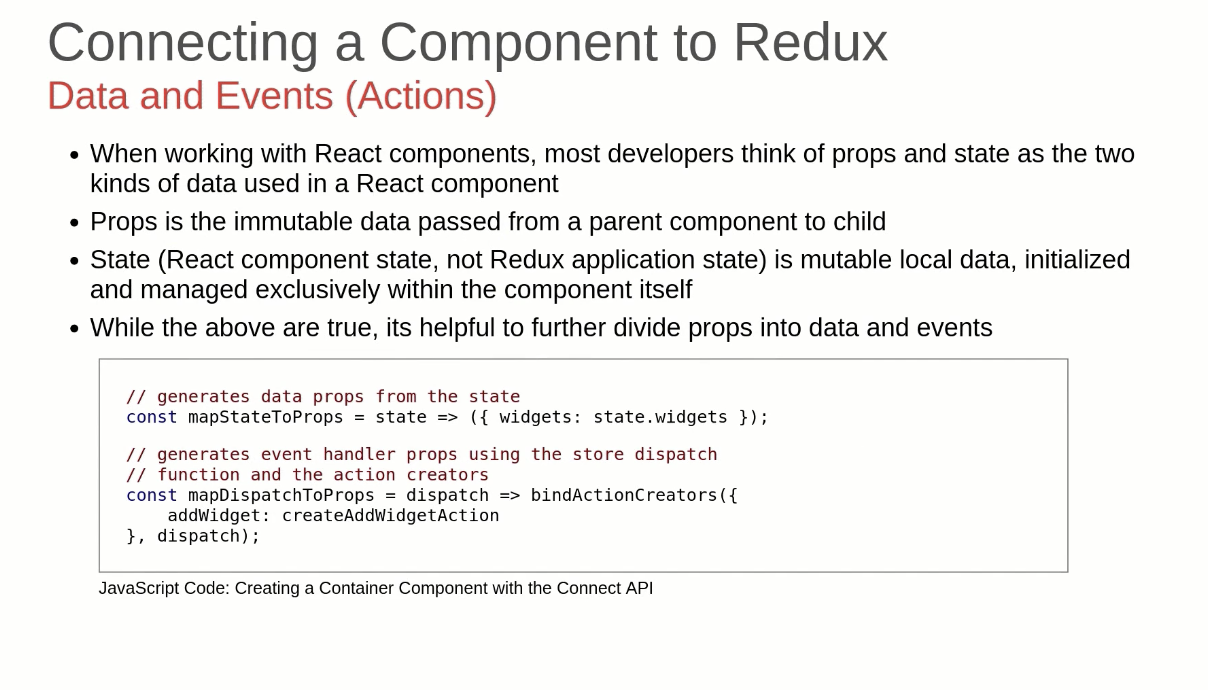 Connecting a Component to Redux
Data and Events (Actions)
• When working with React components, most developers think of props and state as the two
kinds of data used in a React component
• Props is the immutable data passed from a parent component to child
• State (React component state, not Redux application state) is mutable local data, initialized
and managed exclusively within the component itself
• While the above are true, its helpful to further divide props into data and events
// generates data props from the state
const mapStateToProps = state => ({ widgets: state.widgets });
// generates event handler props using the store dispatch
// function and the action creators
const mapDispatchToProps = dispatch => bindActionCreators({
    addWidget: createAddWidgetAction
}, dispatch);
JavaScript Code: Creating a Container Component with the Connect API